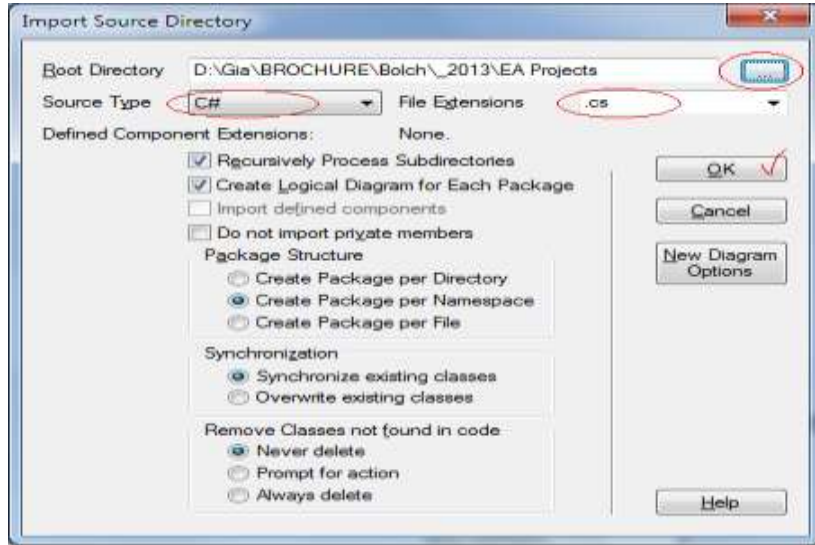 Import Source Directory
Root Directory D:\Gia\BROCHURE\Bolch\_2013\EA Projects ...
Source Type C# File Extensions .cs
Defined Component Extensions: None.
Recursively Process Subdirectories
Create Logical Diagram for Each Package
Import defined components
Do not import private members
Package Structure
Create Package per Directory
Create Package per Namespace
Create Package per File
Synchronization
Synchronize existing classes
Overwrite existing classes
Remove Classes not found in code
Never delete
Prompt for action
Always delete
OK
Cancel
New Diagram
Options
Help